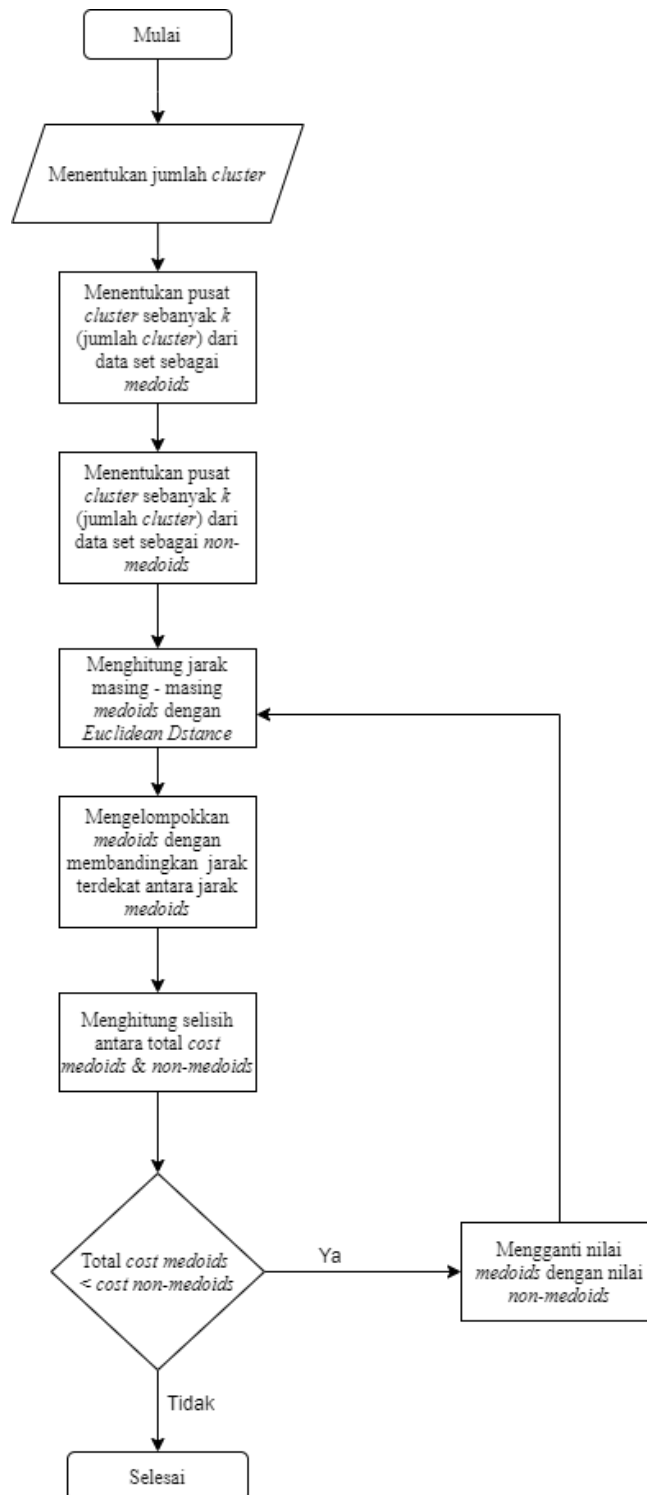 Mulai
Menentukan jumlah cluster
Menentukan pusat
cluster sebanyak k
(jumlah cluster) dari
data set sebagai
medoids
Menentukan pusat
cluster sebanyak k
(jumlah cluster) dari
data set sebagai non-
medoids
Menghitung jarak
masing - masing
medoids dengan
Euclidean Dstance
Mengelompokkan
medoids dengan
membandingkan jarak
terdekat antara jarak
medoids
Menghitung selisih
antara total cost
medoids & non-medoids
Total cost medoids
< cost non-medoids
Ya
Mengganti nilai
medoids dengan nilai
non-medoids
Tidak
Selesai